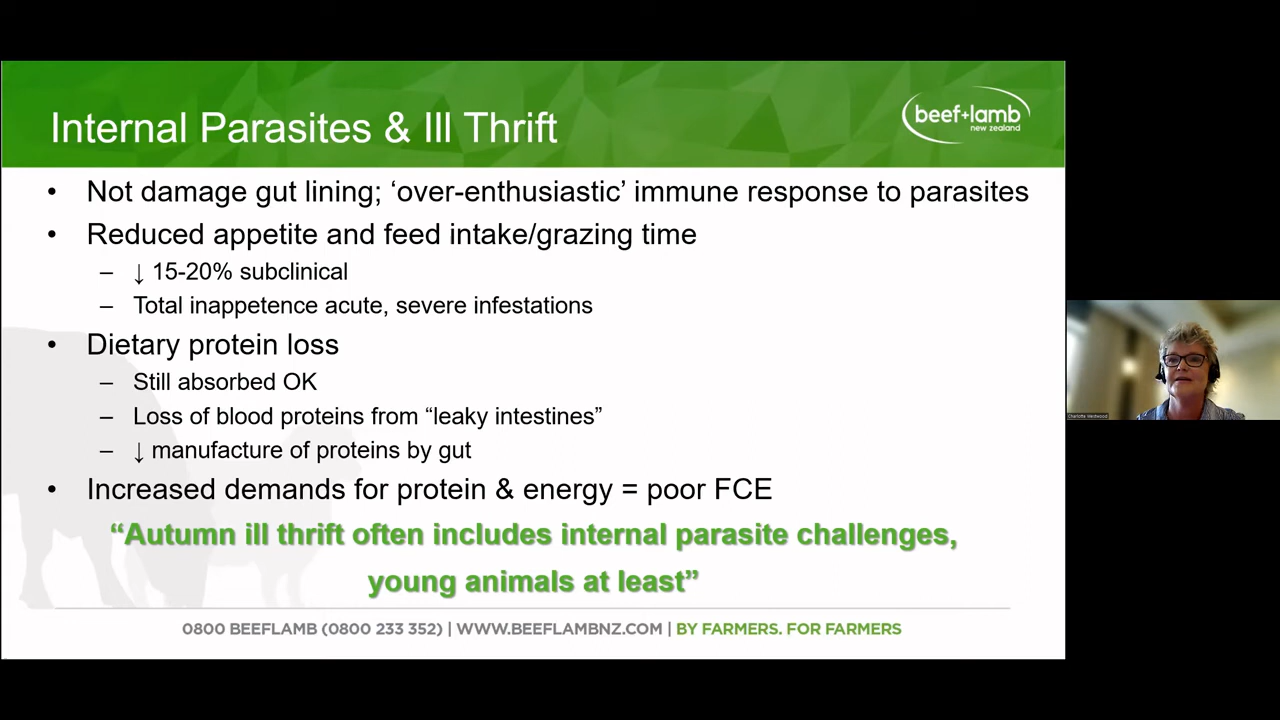 Internal Parasites & Ill Thrift
beef+lamb
new zealand
• Not damage gut lining; ‘over-enthusiastic’ immune response to parasites
• Reduced appetite and feed intake/grazing time
– ↓ 15-20% subclinical
– Total inappetence acute, severe infestations
• Dietary protein loss
– Still absorbed OK
– Loss of blood proteins from “leaky intestines”
– ↓ manufacture of proteins by gut
• Increased demands for protein & energy = poor FCE
“Autumn ill thrift often includes internal parasite challenges,
young animals at least”
0800 BEEFLAMB (0800 233 352) | WWW.BEEFLAMBNZ.COM | BY FARMERS. FOR FARMERS
Charlotte Westwood